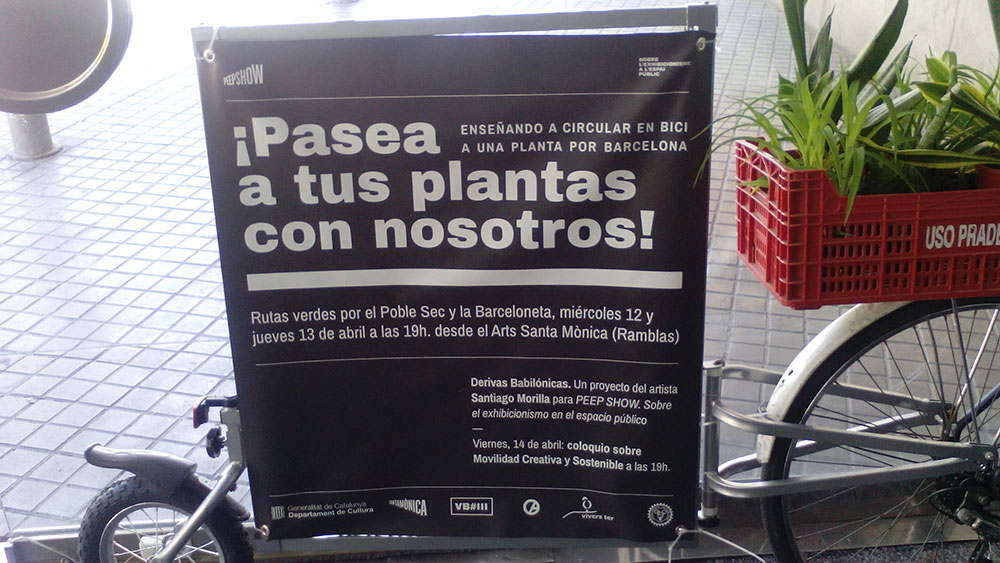 PEEP SHOW
SOBRE
L'EXHIBICIONISME
A L'ESPAI
PÚBLIC
¡Pasea
ENSEÑANDO A CIRCULAR EN BICI
A UNA PLANTA POR BARCELONA
a tus plantas
con nosotros!
Rutas verdes por el Poble Sec y la Barceloneta, miércoles 12 y
jueves 13 de abril a las 19h. desde el Arts Santa Mònica (Ramblas)
Derivas Babilónicas. Un proyecto del artista
Santiago Morilla para PEEP SHOW. Sobre
el exhibicionismo en el espacio público
—
Viernes, 14 de abril: coloquio sobre
Movilidad Creativa y Sostenible a las 19h.
Generalitat de Catalunya
Departament de Cultura
VB#III
vivers ter
USO PRADE